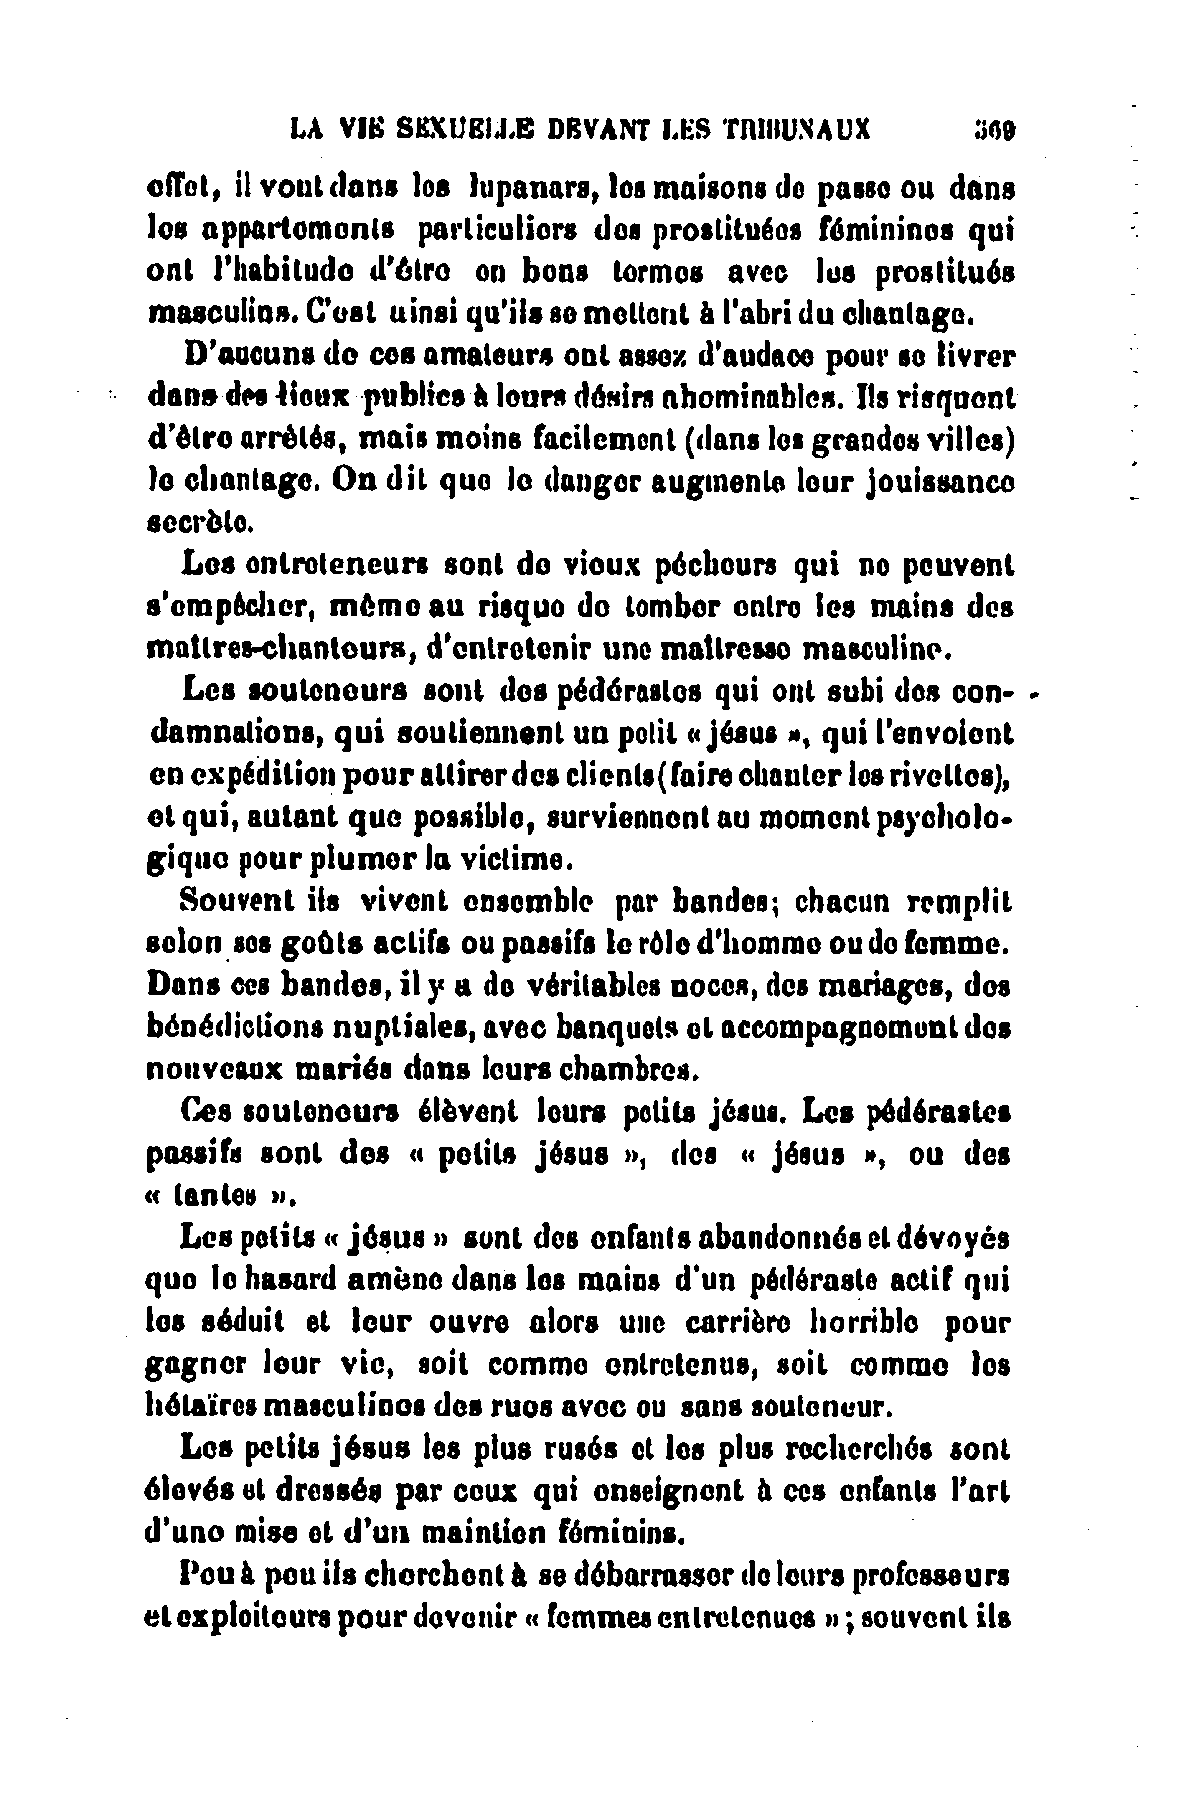 LA VIE SEXUELLE DEVANT LES TRIBUNAUX 369
effet, il vont dans les lupanars, les maisons de passe ou dans
les appartements particuliers des prostituées féminines qui
ont l'habitude d'être en bons termes avec les prostitués
masculins. C'est ainsi qu'ils se mettent à l'abri du chantage.
D'aucuns de ces amateurs ont assez d'audace pour se livrer
dans des lieux publics à leurs désirs abominables. Ils risquent
d'être arrêtés, mais moins facilement (dans les grandes villes)
le chantage. On dit que le danger augmente leur jouissance
secrète.
Les entreteneurs sont de vieux pécheurs qui ne peuvent
s'empêcher, même au risque de tomber entre les mains des
maîtres-chanteurs, d'entretenir une maîtresse masculine.
Les souteneurs sont des pédérastes qui ont subi des con-
damnations, qui soutiennent un petit « jésus », qui l'envoient
en expédition pour attirer des clients (faire chanter les rivettes),
et qui, autant que possible, surviennent au moment psycholo-
gique pour plumer la victime.
Souvent ils vivent ensemble par bandes; chacun remplit
selon ses goûts actifs ou passifs le rôle d'homme ou de femme.
Dans ces bandes, il y a de véritables noces, des mariages, des
bénédictions nuptiales, avec banquets et accompagnement des
nouveaux mariés dans leurs chambres.
Ces souteneurs élèvent leurs petits jésus. Les pédérastes
passifs sont des « petits jésus », des « jésus », ou des
« tantes ».
Les petits « jésus » sont des enfants abandonnés et dévoyés
que le hasard amène dans les mains d'un pédéraste actif qui
les séduit et leur ouvre alors une carrière horrible pour
gagner leur vie, soit comme entretenus, soit comme les
hétaïres masculines des rues avec ou sans souteneur.
Les petits jésus les plus rusés et les plus recherchés sont
élevés et dressés par ceux qui enseignent à ces enfants l'art
d'une mise et d'un maintien féminins.
Peu à peu ils cherchent à se débarrasser de leurs professeurs
et exploiteurs pour devenir « femmes entretenues » ; souvent ils